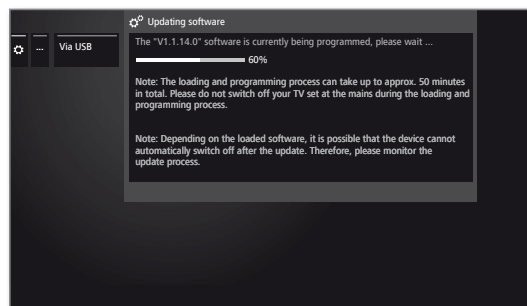 Updating software
... Via USB
The "V1.1.14.0" software is currently being programmed, please wait ...
60%
Note: The loading and programming process can take up to approx. 50 minutes
in total. Please do not switch off your TV set at the mains during the loading and
programming process.
Note: Depending on the loaded software, it is possible that the device cannot
automatically switch off after the update. Therefore, please monitor the
update process.